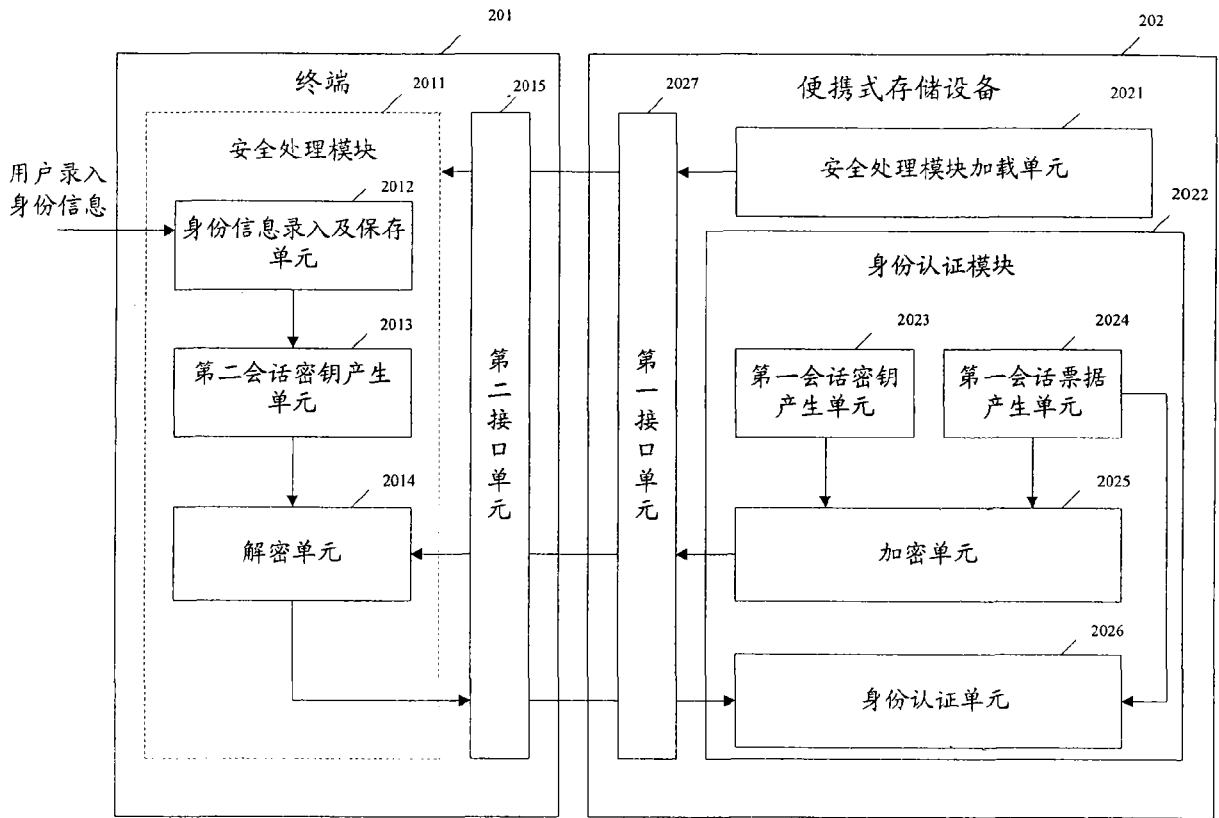 201
202
终端
便携式存储设备
2011
2015
2027
2021
安全处理模块
安全处理模块加载单元
用户录入
身份信息
2012
2022
身份信息录入及保存
单元
身份认证模块
2013
2023
2024
第二会话密钥产生
单元
第二接口单元
第一接口单元
第一会话密钥
产生单元
第一会话票据
产生单元
2014
2025
解密单元
加密单元
2026
身份认证单元